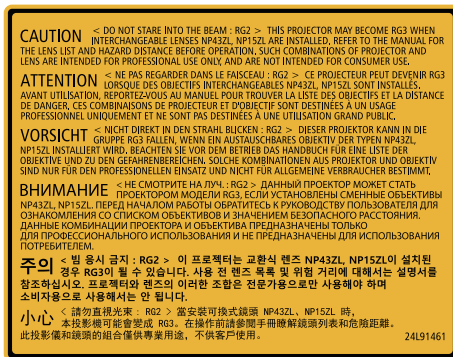 CAUTION < DO NOT STARE INTO THE BEAM : RG2 > THIS PROJECTOR MAY BECOME RG3 WHEN
INTERCHANGEABLE LENSES NP43ZL, NP15ZL ARE INSTALLED, REFER TO THE MANUAL FOR
THE LENS LIST AND HAZARD DISTANCE BEFORE OPERATION, SUCH COMBINATIONS OF PROJECTOR AND
LENS ARE INTENDED FOR PROFESSIONAL USE ONLY, AND ARE NOT INTENDED FOR CONSUMER USE.
ATTENTION < NE PAS REGARDER DANS LE FAISCEAU : RG2 > CE PROJECTEUR PEUT DEVENIR RG3
LORSQUE DES OBJECTIFS INTERCHANGEABLES NP43ZL, NP15ZL SONT INSTALLÉS.
AVANT UTILISATION, REPORTEZ-VOUS AU MANUEL POUR TROUVER LA LISTE DES OBJECTIFS ET LA DISTANCE
DE DANGER, CES COMBINAISONS DE PROJECTEUR ET D'OBJECTIF SONT DESTINÉES À UN USAGE
PROFESSIONNEL UNIQUEMENT ET NE SONT PAS DESTINÉES À UNE UTILISATION GRAND PUBLIC.
VORSICHT < NICHT DIREKT IN DEN STRAHL BLICKEN : RG2 > DIESER PROJEKTOR KANN IN DIE
GRUPPE RG3 FALLEN, WENN EIN AUSTAUSCHBARES OBJEKTIV DER TYPEN NP43ZL,
NP15ZL INSTALLIERT WIRD. BEACHTEN SIE VOR DEM BETRIEB DAS HANDBUCH FÜR EINE LISTE DER
OBJEKTIVE UND ZU DEN GEFAHRENBEREICHEN. SOLCHE KOMBINATIONEN AUS PROJEKTOR UND OBJEKTIV
SIND NUR FÜR DEN PROFESSIONELLEN EINSATZ UND NICHT FÜR ALLGEMEINE VERBRAUCHER BESTIMMT.
ВНИМАНИЕ < НЕ СМОТРИТЕ НА ЛУЧ.: RG2 > ДАННЫЙ ПРОЕКТОР МОЖЕТ СТАТЬ
ПРОЕКТОРОМ МОДЕЛИ RG3, ЕСЛИ УСТАНОВЛЕНЫ СМЕННЫЕ ОБЪЕКТИВЫ
NP43ZL, NP15ZL. ПЕРЕД НАЧАЛОМ РАБОТЫ ОБРАТИТЕСЬ К РУКОВОДСТВУ ПОЛЬЗОВАТЕЛЯ ДЛЯ
ОЗНАКОМЛЕНИЯ СО СПИСКОМ ОБЪЕКТИВОВ И ЗНАЧЕНИЕМ БЕЗОПАСНОГО РАССТОЯНИЯ.
ДАННЫЕ КОМБИНАЦИИ ПРОЕКТОРА И ОБЪЕКТИВА ПРЕДНАЗНАЧЕНЫ ТОЛЬКО
ДЛЯ ПРОФЕССИОНАЛЬНОГО ИСПОЛЬЗОВАНИЯ И НЕ ПРЕДНАЗНАЧЕНЫ ДЛЯ ИСПОЛЬЗОВАНИЯ
ПОТРЕБИТЕЛЕМ.
주의 < 빔 응시 금지 : RG2 > 이 프로젝터는 교환식 렌즈 NP43ZL, NP15ZL이 설치된
경우 RG3이 될 수 있습니다. 사용 전 렌즈 목록 및 위험 거리에 대해서는 설명서를
참조하십시오. 프로젝터와 렌즈의 이러한 조합은 전문가용으로만 사용해야 하며
소비자용으로 사용해서는 안 됩니다.
小心 < 請勿直視光束 : RG2 > 當安裝可換式鏡頭 NP43ZL、NP15ZL 時，
本投影機可能會變成 RG3。在操作前請參閱手冊瞭解鏡頭列表和危險距離。
此投影儀和鏡頭的組合僅供專業用途，不供客戶使用。
24L91461